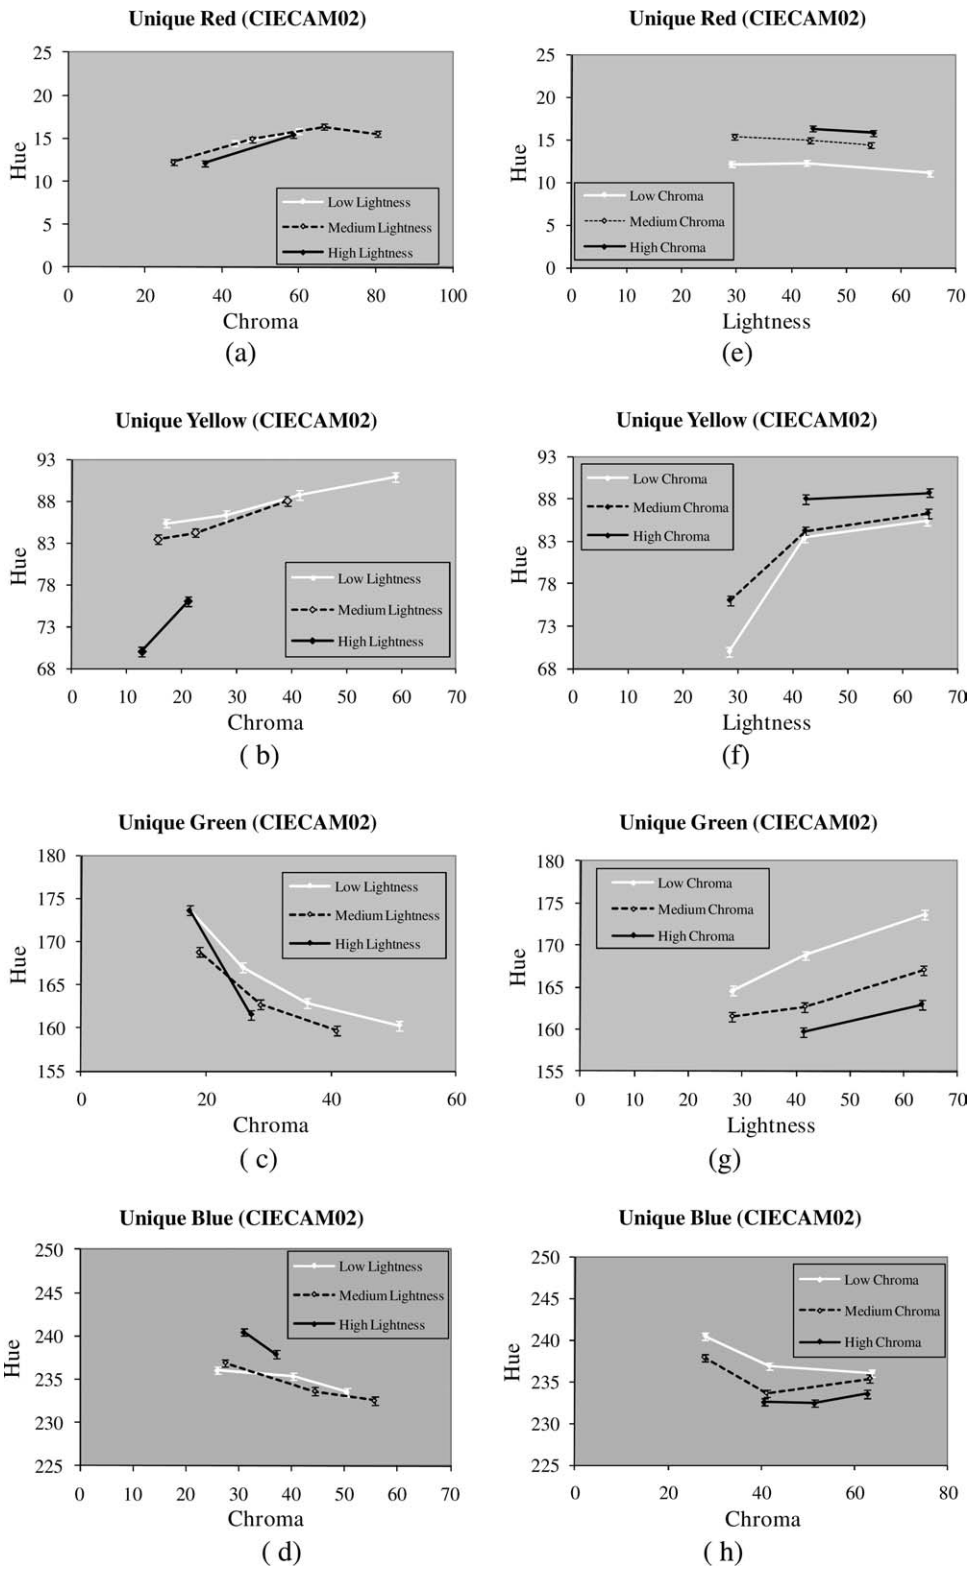 Unique Red (CIECAM02)
25
20
15
10
5
0
Hue
Low Lightness
Medium Lightness
High Lightness
0 20 40 60 80 100
Chroma
(a)
Unique Red (CIECAM02)
25
20
15
10
5
0
Hue
Low Chroma
Medium Chroma
High Chroma
0 10 20 30 40 50 60 70
Lightness
(e)
Unique Yellow (CIECAM02)
93
88
83
78
73
68
Hue
Low Lightness
Medium Lightness
High Lightness
0 10 20 30 40 50 60 70
Chroma
( b)
Unique Yellow (CIECAM02)
93
88
83
78
73
68
Hue
Low Chroma
Medium Chroma
High Chroma
0 10 20 30 40 50 60 70
Lightness
(f)
Unique Green (CIECAM02)
180
175
170
165
160
155
Hue
Low Lightness
Medium Lightness
High Lightness
0 20 40 60
Chroma
( c)
Unique Green (CIECAM02)
180
175
170
165
160
155
Hue
Low Chroma
Medium Chroma
High Chroma
0 10 20 30 40 50 60 70
Lightness
(g)
Unique Blue (CIECAM02)
250
245
240
235
230
225
Hue
Low Lightness
Medium Lightness
High Lightness
0 10 20 30 40 50 60 70
Chroma
( d)
Unique Blue (CIECAM02)
250
245
240
235
230
225
Hue
Low Chroma
Medium Chroma
High Chroma
0 20 40 60 80
Chroma
( h)